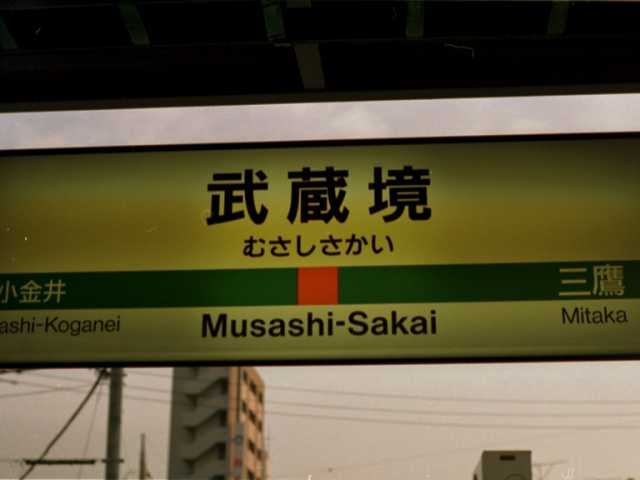 武蔵境
むさしさかい
小金井
三鷹
ashi-Koganei
Musashi-Sakai
Mitaka